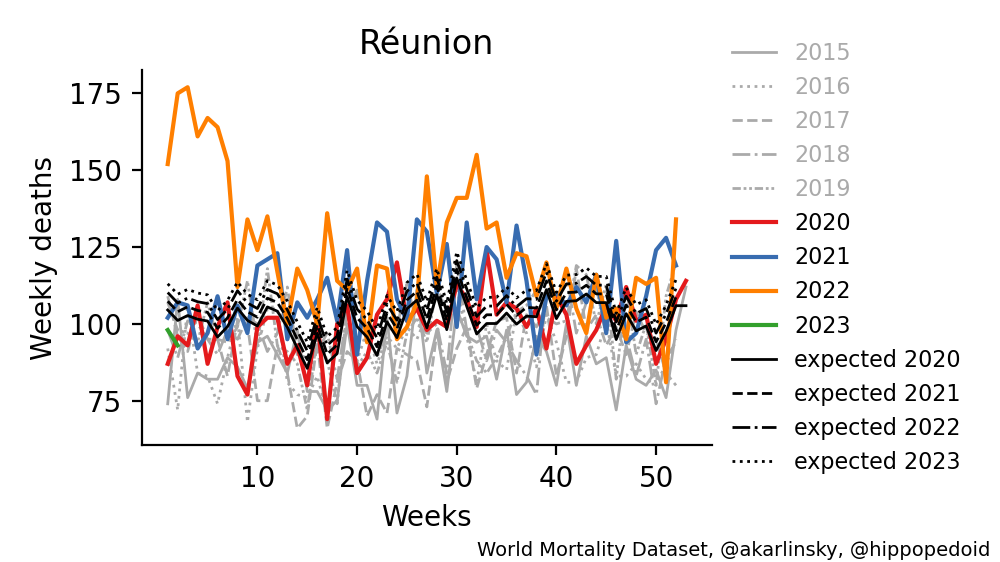 Réunion
175
150
125
100
75
Weekly deaths
10 20 30 40 50
Weeks
2015
2016
2017
2018
2019
2020
2021
2022
2023
expected 2020
expected 2021
expected 2022
expected 2023
World Mortality Dataset, @akarlinsky, @hippopedoid